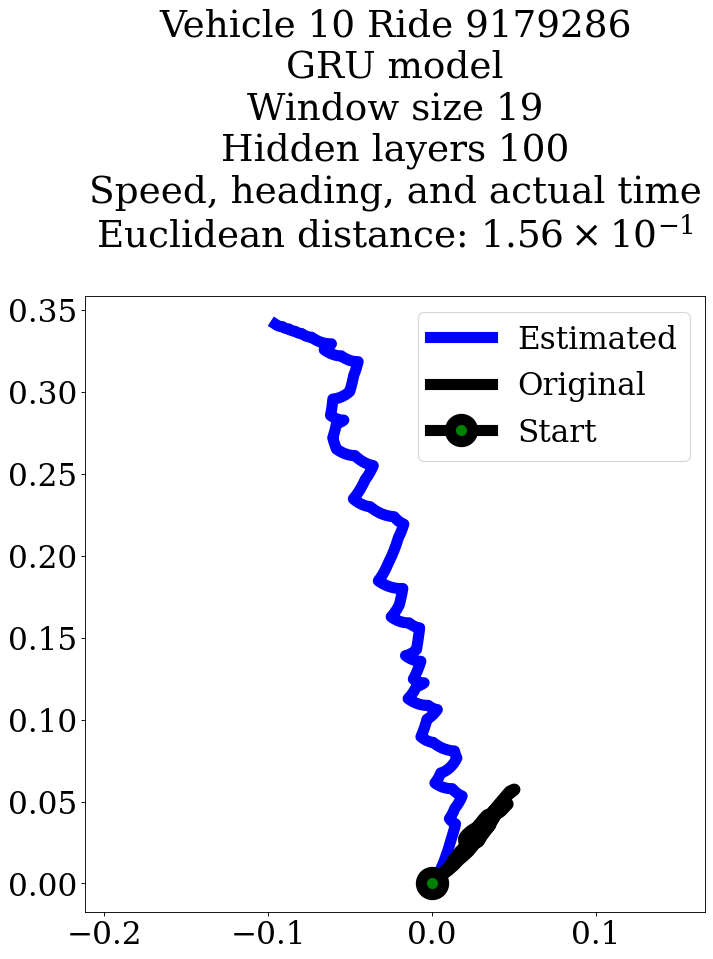 Vehicle 10 Ride 9179286
GRU model
Window size 19
Hidden layers 100
Speed, heading, and actual time
Euclidean distance: 1.56 × 10⁻¹
0.35
0.30
0.25
0.20
0.15
0.10
0.05
0.00
Estimated
Original
Start
−0.2
−0.1
0.0
0.1